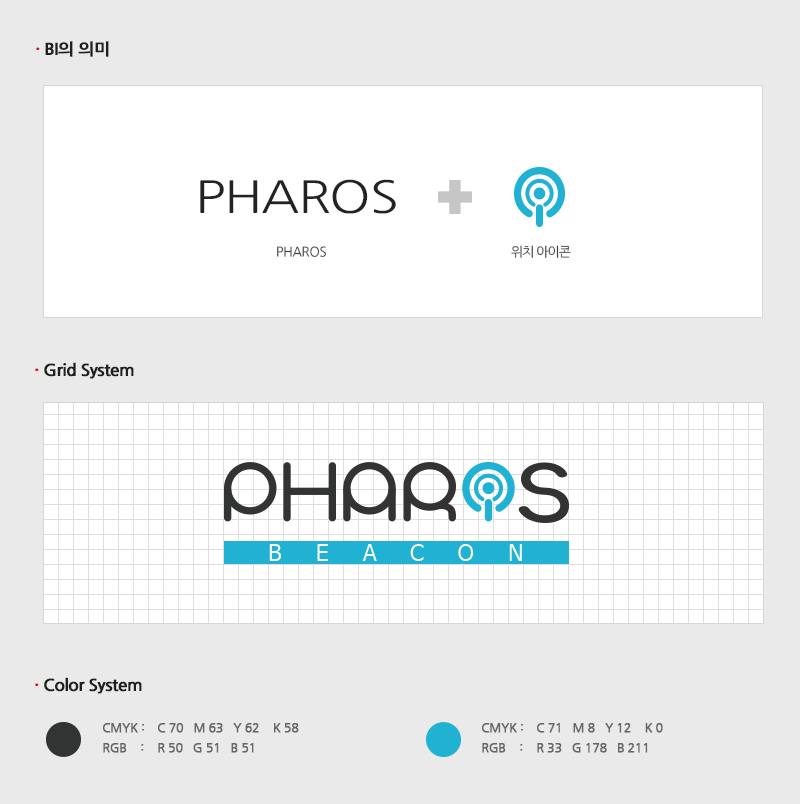 · BI의 의미
PHAROS
PHAROS
위치 아이콘
· Grid System
PHAROS
BEACON
· Color System
CMYK : C 70 M 63 Y 62 K 58
RGB : R 50 G 51 B 51
CMYK : C 71 M 8 Y 12 K 0
RGB : R 33 G 178 B 211